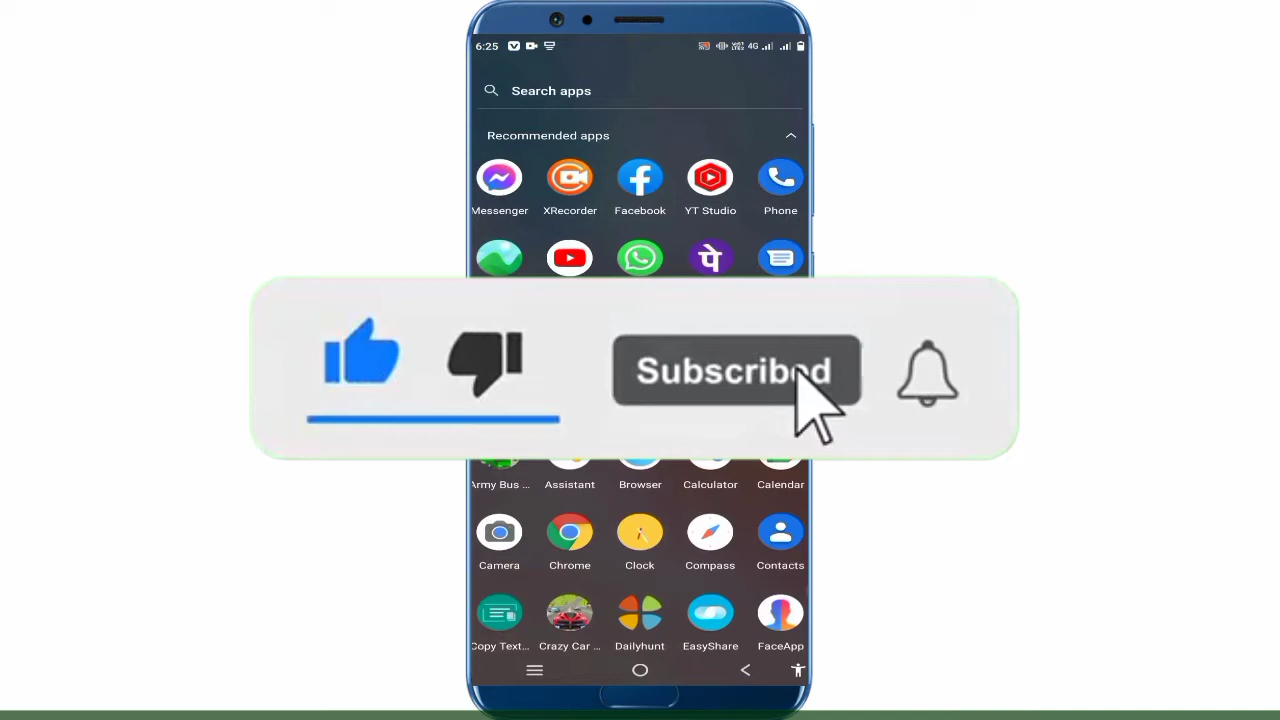 6:25
4G
Search apps
Recommended apps
Messenger XRecorder Facebook YT Studio Phone
पे
Subscribed
Army Bus ... Assistant Browser Calculator Calendar
Camera Chrome Clock Compass Contacts
Copy Text... Crazy Car ... Dailyhunt EasyShare FaceApp